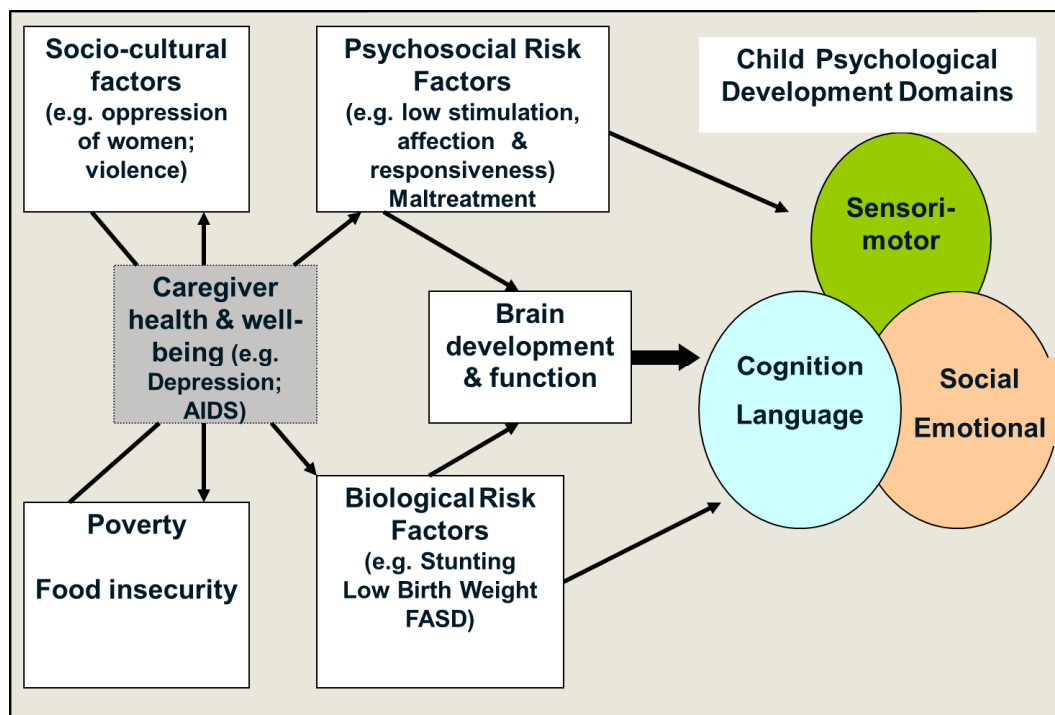 Socio-cultural
factors
(e.g. oppression
of women;
violence)
Psychosocial Risk
Factors
(e.g. low stimulation,
affection &
responsiveness)
Maltreatment
Child Psychological
Development Domains
Sensori-
motor
Caregiver
health & well-
being (e.g.
Depression;
AIDS)
Brain
development
& function
Cognition
Language
Social
Emotional
Poverty
Food insecurity
Biological Risk
Factors
(e.g. Stunting
Low Birth Weight
FASD)